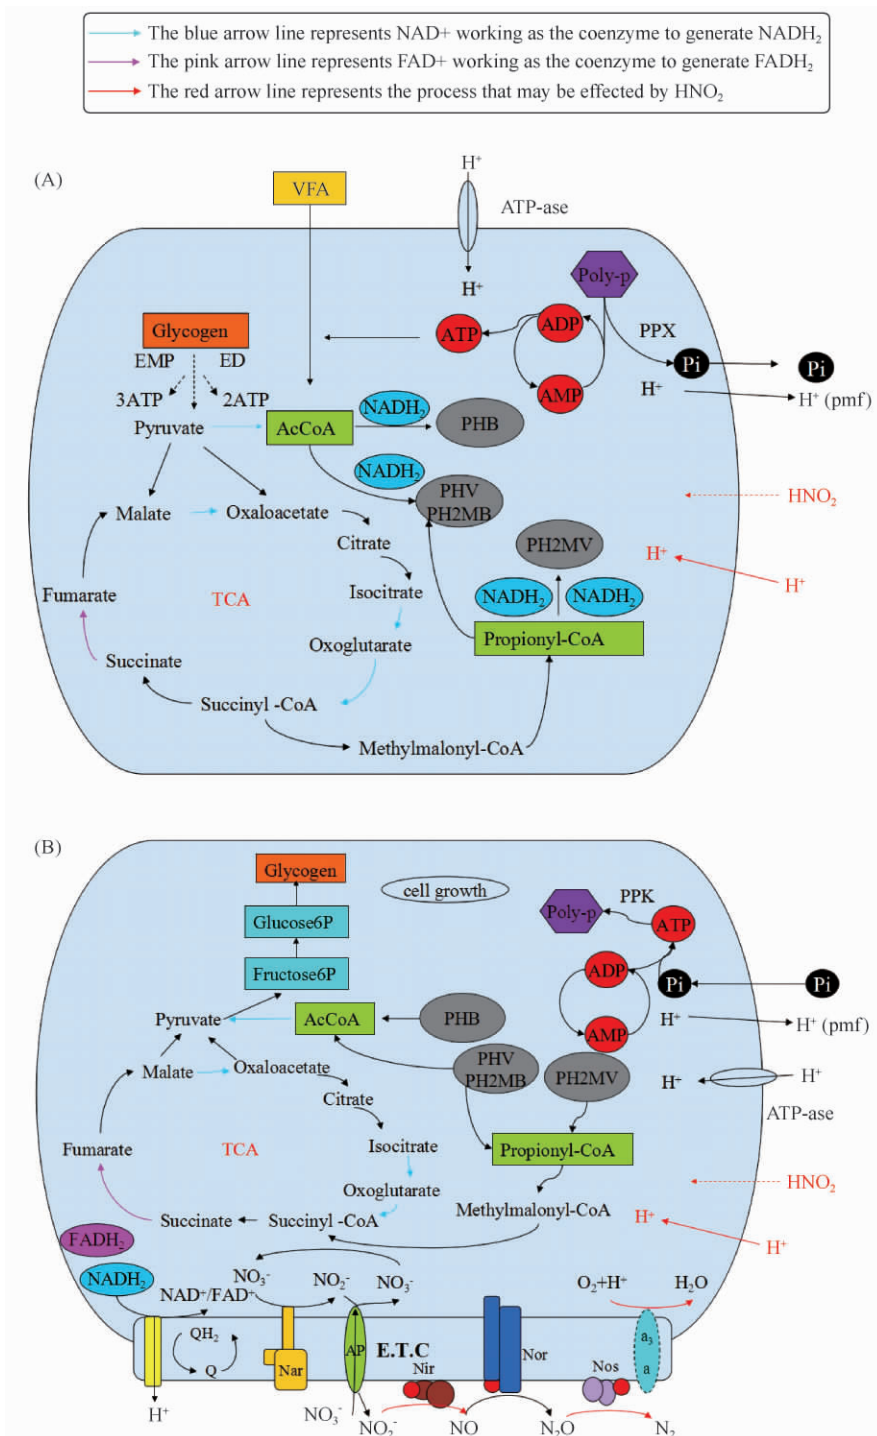 The blue arrow line represents NAD+ working as the coenzyme to generate NADH₂
The pink arrow line represents FAD+ working as the coenzyme to generate FADH₂
The red arrow line represents the process that may be effected by HNO₂
(A)
H⁺
VFA
ATP-ase
H⁺
Poly-p
Glycogen
ATP
ADP
PPX
EMP
ED
Pi
Pi
3ATP
2ATP
AMP
H⁺
H⁺ (pmf)
NADH₂
Pyruvate
AcCoA
PHB
NADH₂
PHV
PH2MB
HNO₂
Malate
Oxaloacetate
Citrate
PH2MV
H⁺
H⁺
Isocitrate
Fumarate
TCA
NADH₂
NADH₂
Oxoglutarate
Propionyl-CoA
Succinate
Succinyl -CoA
Methylmalonyl-CoA
(B)
Glycogen
cell growth
PPK
Poly-p
ATP
Glucose6P
Fructose6P
ADP
Pi
Pi
Pyruvate
AcCoA
PHB
H⁺
H⁺ (pmf)
AMP
PHV
PH2MB
PH2MV
Malate
Oxaloacetate
H⁺
H⁺
Citrate
ATP-ase
Fumarate
TCA
Isocitrate
Propionyl-CoA
Oxoglutarate
HNO₂
Methylmalonyl-CoA
Succinate
Succinyl -CoA
H⁺
H⁺
FADH₂
NADH₂
NAD⁺/FAD⁺
NO₃⁻
NO₂⁻
NO₃⁻
O₂+H⁺
H₂O
QH₂
Q
Nar
AP
E.T.C
Nir
Nor
Nos
a₃
a
H⁺
NO₃⁻
NO₂⁻
NO
N₂O
N₂